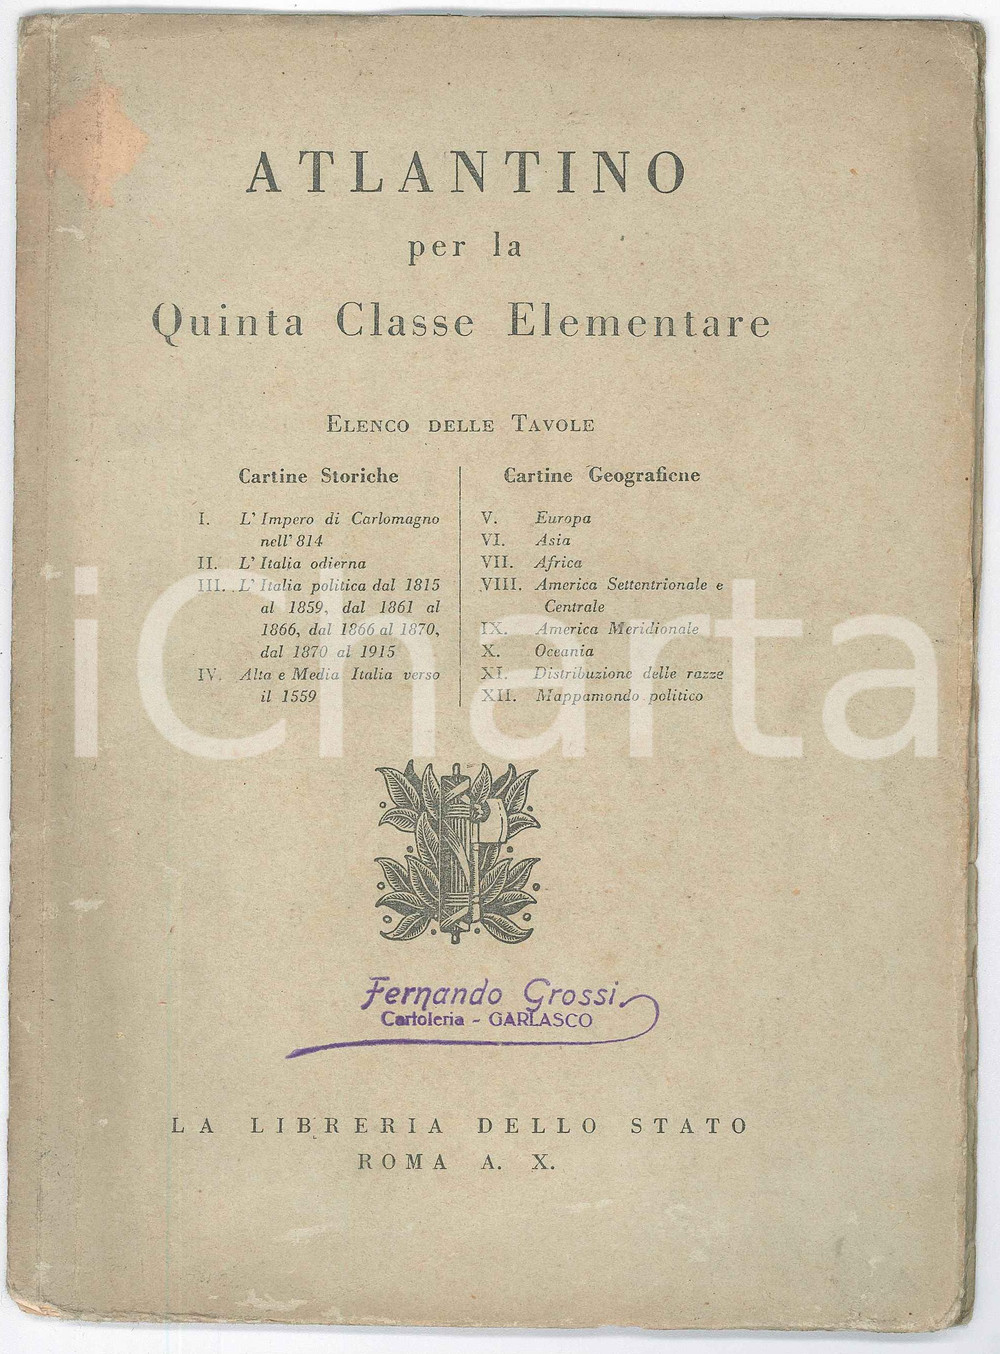 ATLANTINO
per la
Quinta Classe Elementare
ELENCO DELLE TAVOLE
Cartine Storiche
I. L' Impero di Carlomagno
nell' 814
II. L' Italia odierna
III. L' Italia politica dal 1815
al 1859, dal 1861 al
1866, dal 1866 al 1870,
dal 1870 al 1915
IV. Alta e Media Italia verso
il 1559
Cartine Geografiche
V. Europa
VI. Asia
VII. Africa
VIII. America Settentrionale e
Centrale
IX. America Meridionale
X. Oceania
XI. Distribuzione delle razze
XII. Mappamondo politico
iCharta
Fernando Grossi
Cartoleria - GARLASCO
LA LIBRERIA DELLO STATO
ROMA A. X.